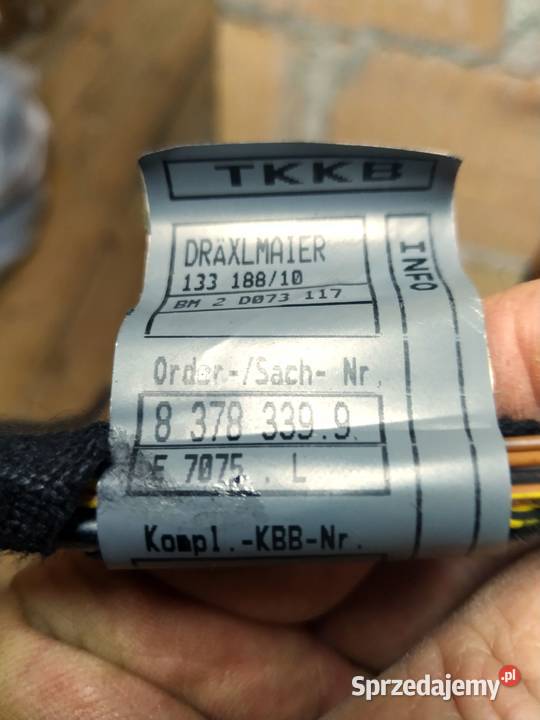 TKKB
DRÄXLMAIER
133 188/10
BM 2 D073 117
INFO
Order.-/Sach- Nr.
8 378 339.9
E 7075 . L
Kompl.-KBB-Nr.
Sprzedajemy.pl